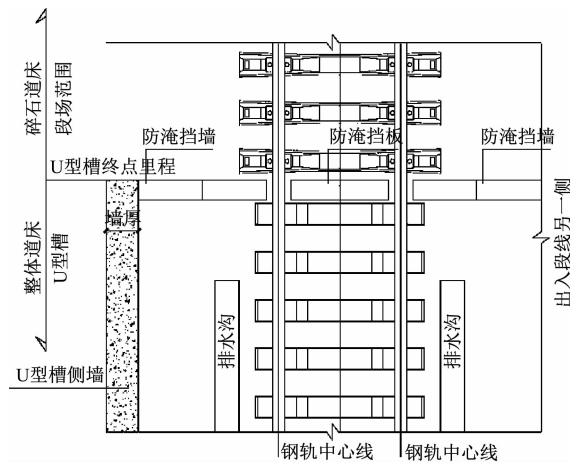 碎石道床
段场范围
防淹挡墙
防淹挡板
防淹挡墙
U型槽终点里程
墙厚
整体道床
U型槽
出入段线另一侧
排水沟
排水沟
U型槽侧墙
钢轨中心线
钢轨中心线